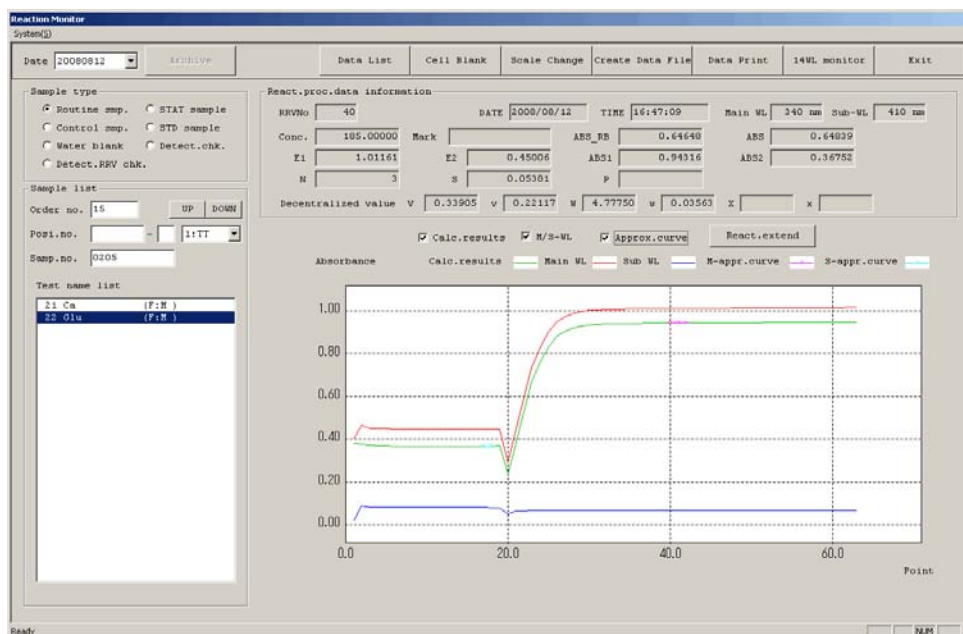 Reaction Monitor
System(S)
Date 20080812 Archive Data List Cell Blank Scale Change Create Data File Data Print 14WL monitor Exit
Sample type
Routine smp. STAT sample
Control smp. STD sample
Water blank Detect.chk.
Detect.RRV chk.
Sample list
Order no. 15 UP DOWN
Posi.no. - 1:TT
Samp.no. 0205
Test name list
21 Ca (F:M )
22 Glu (F:M )
React.proc.data information
RRVNo 40 DATE 2008/08/12 TIME 16:47:09 Main WL 340 nm Sub-WL 410 nm
Conc. 185.00000 Mark ABS_RB 0.64648 ABS 0.64839
E1 1.01161 E2 0.45006 ABS1 0.94316 ABS2 0.36752
N 3 S 0.05381 P
Decentralized value V 0.33905 v 0.22117 W 4.77750 w 0.03563 X x
Calc.results M/S-WL Approx.curve React.extend
Absorbance Calc.results Main WL Sub WL M-appr.curve S-appr.curve
1.00
0.80
0.60
0.40
0.20
0.00
0.0 20.0 40.0 60.0
Point
Ready NUM